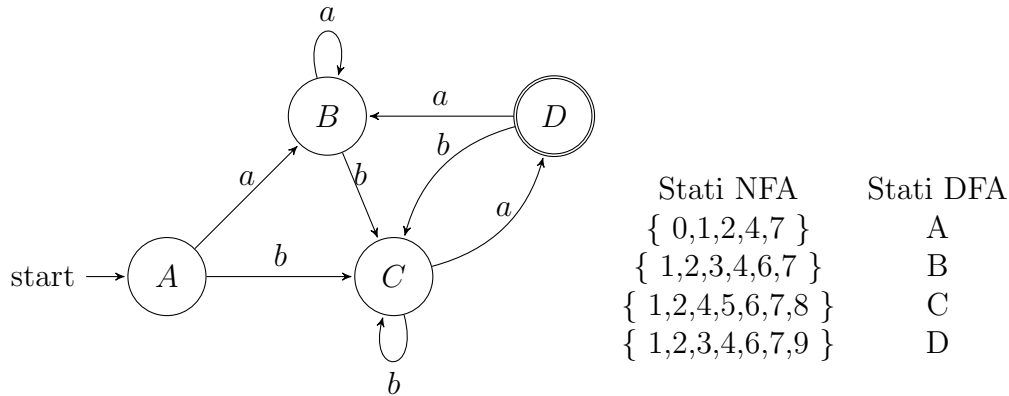 a
B
D
a
b
b
a
a
start
A
b
C
b
Stati NFA Stati DFA
{ 0,1,2,4,7 } A
{ 1,2,3,4,6,7 } B
{ 1,2,4,5,6,7,8 } C
{ 1,2,3,4,6,7,9 } D